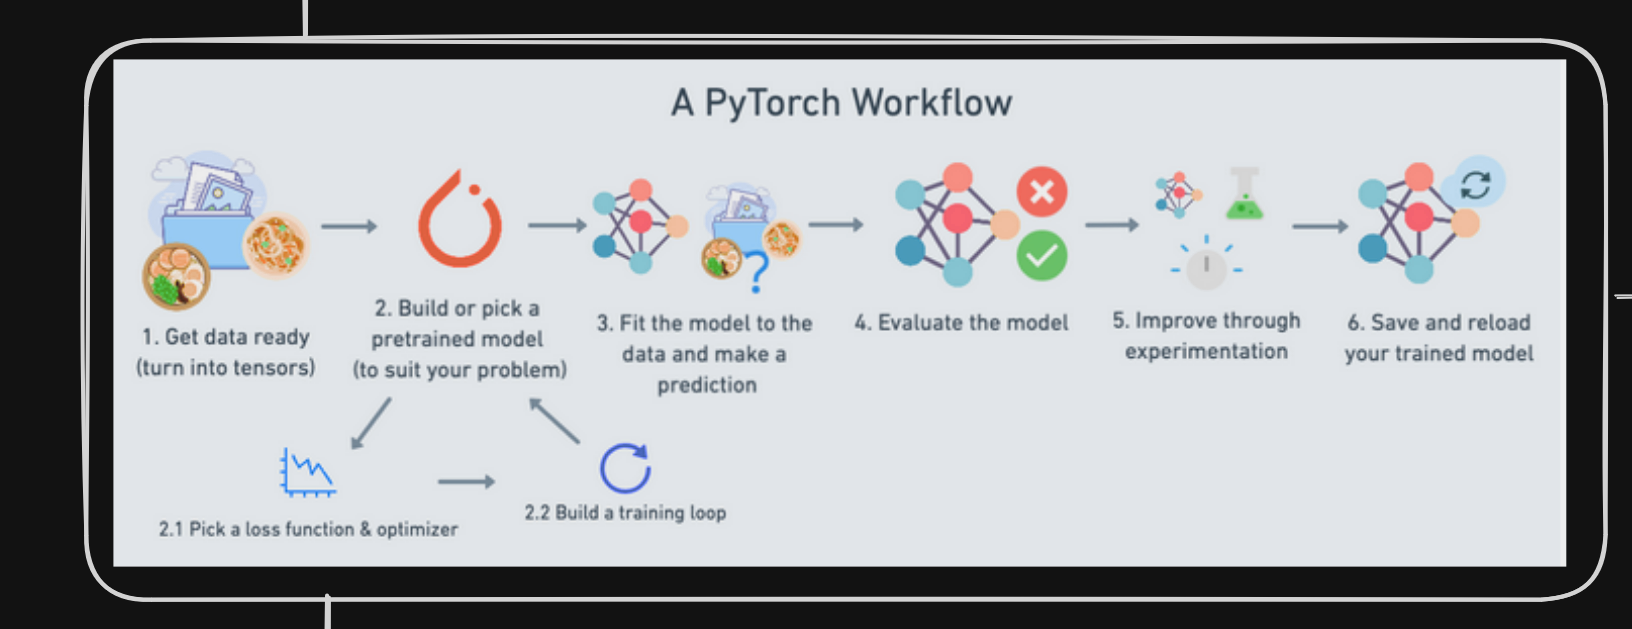 A PyTorch Workflow
1. Get data ready
(turn into tensors)
2. Build or pick a
pretrained model
(to suit your problem)
3. Fit the model to the
data and make a
prediction
4. Evaluate the model
5. Improve through
experimentation
6. Save and reload
your trained model
2.1 Pick a loss function & optimizer
2.2 Build a training loop